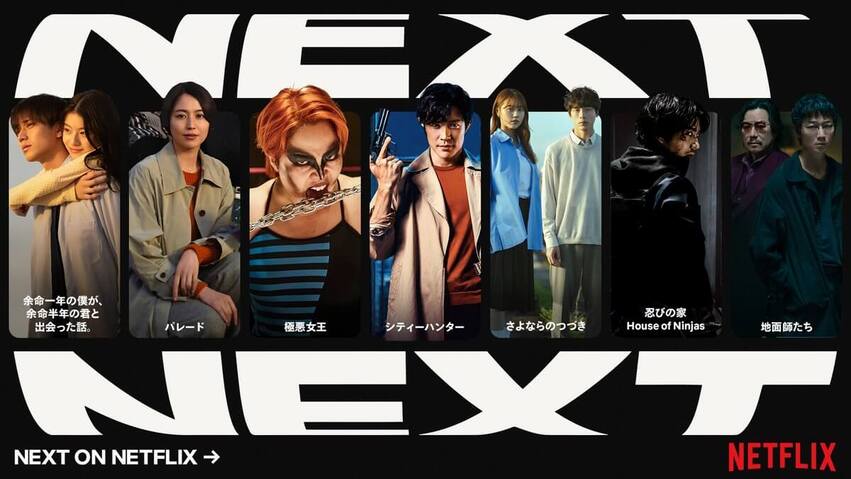 NEXT
余命一年の僕が、
余命半年の君と
出会った話。
パレード
極悪女王
シティーハンター
さよならのつづき
忍びの家
House of Ninjas
地面師たち
NEXT
NEXT ON NETFLIX →
NETFLIX